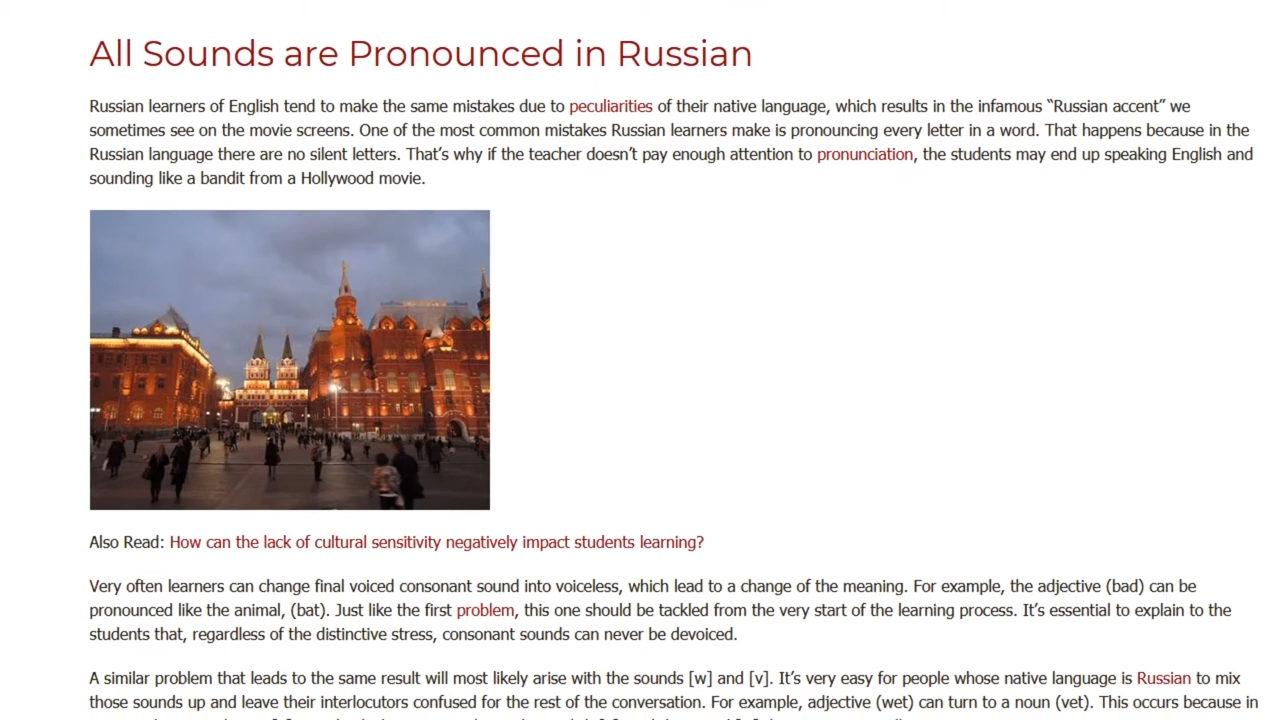 All Sounds are Pronounced in Russian
Russian learners of English tend to make the same mistakes due to peculiarities of their native language, which results in the infamous “Russian accent” we
sometimes see on the movie screens. One of the most common mistakes Russian learners make is pronouncing every letter in a word. That happens because in the
Russian language there are no silent letters. That’s why if the teacher doesn’t pay enough attention to pronunciation, the students may end up speaking English and
sounding like a bandit from a Hollywood movie.
Also Read: How can the lack of cultural sensitivity negatively impact students learning?
Very often learners can change final voiced consonant sound into voiceless, which lead to a change of the meaning. For example, the adjective (bad) can be
pronounced like the animal, (bat). Just like the first problem, this one should be tackled from the very start of the learning process. It’s essential to explain to the
students that, regardless of the distinctive stress, consonant sounds can never be devoiced.
A similar problem that leads to the same result will most likely arise with the sounds [w] and [v]. It’s very easy for people whose native language is Russian to mix
those sounds up and leave their interlocutors confused for the rest of the conversation. For example, adjective (wet) can turn to a noun (vet). This occurs because in